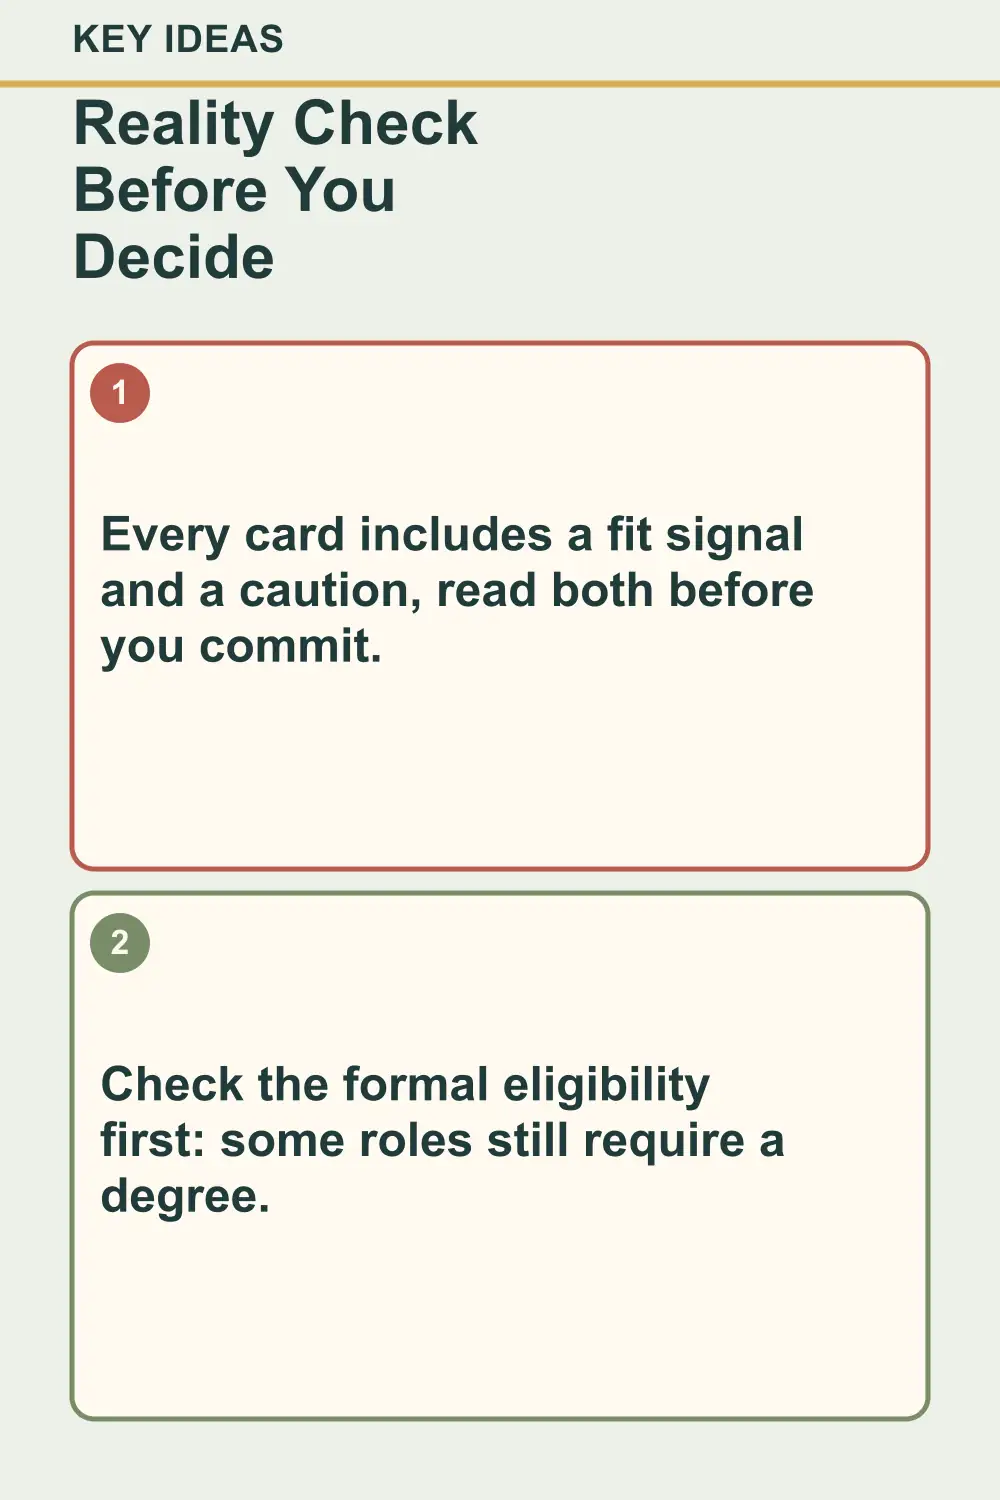 KEY IDEAS
Reality Check
Before You
Decide
1
Every card includes a fit signal
and a caution, read both before
you commit.
2
Check the formal eligibility
first: some roles still require a
degree.